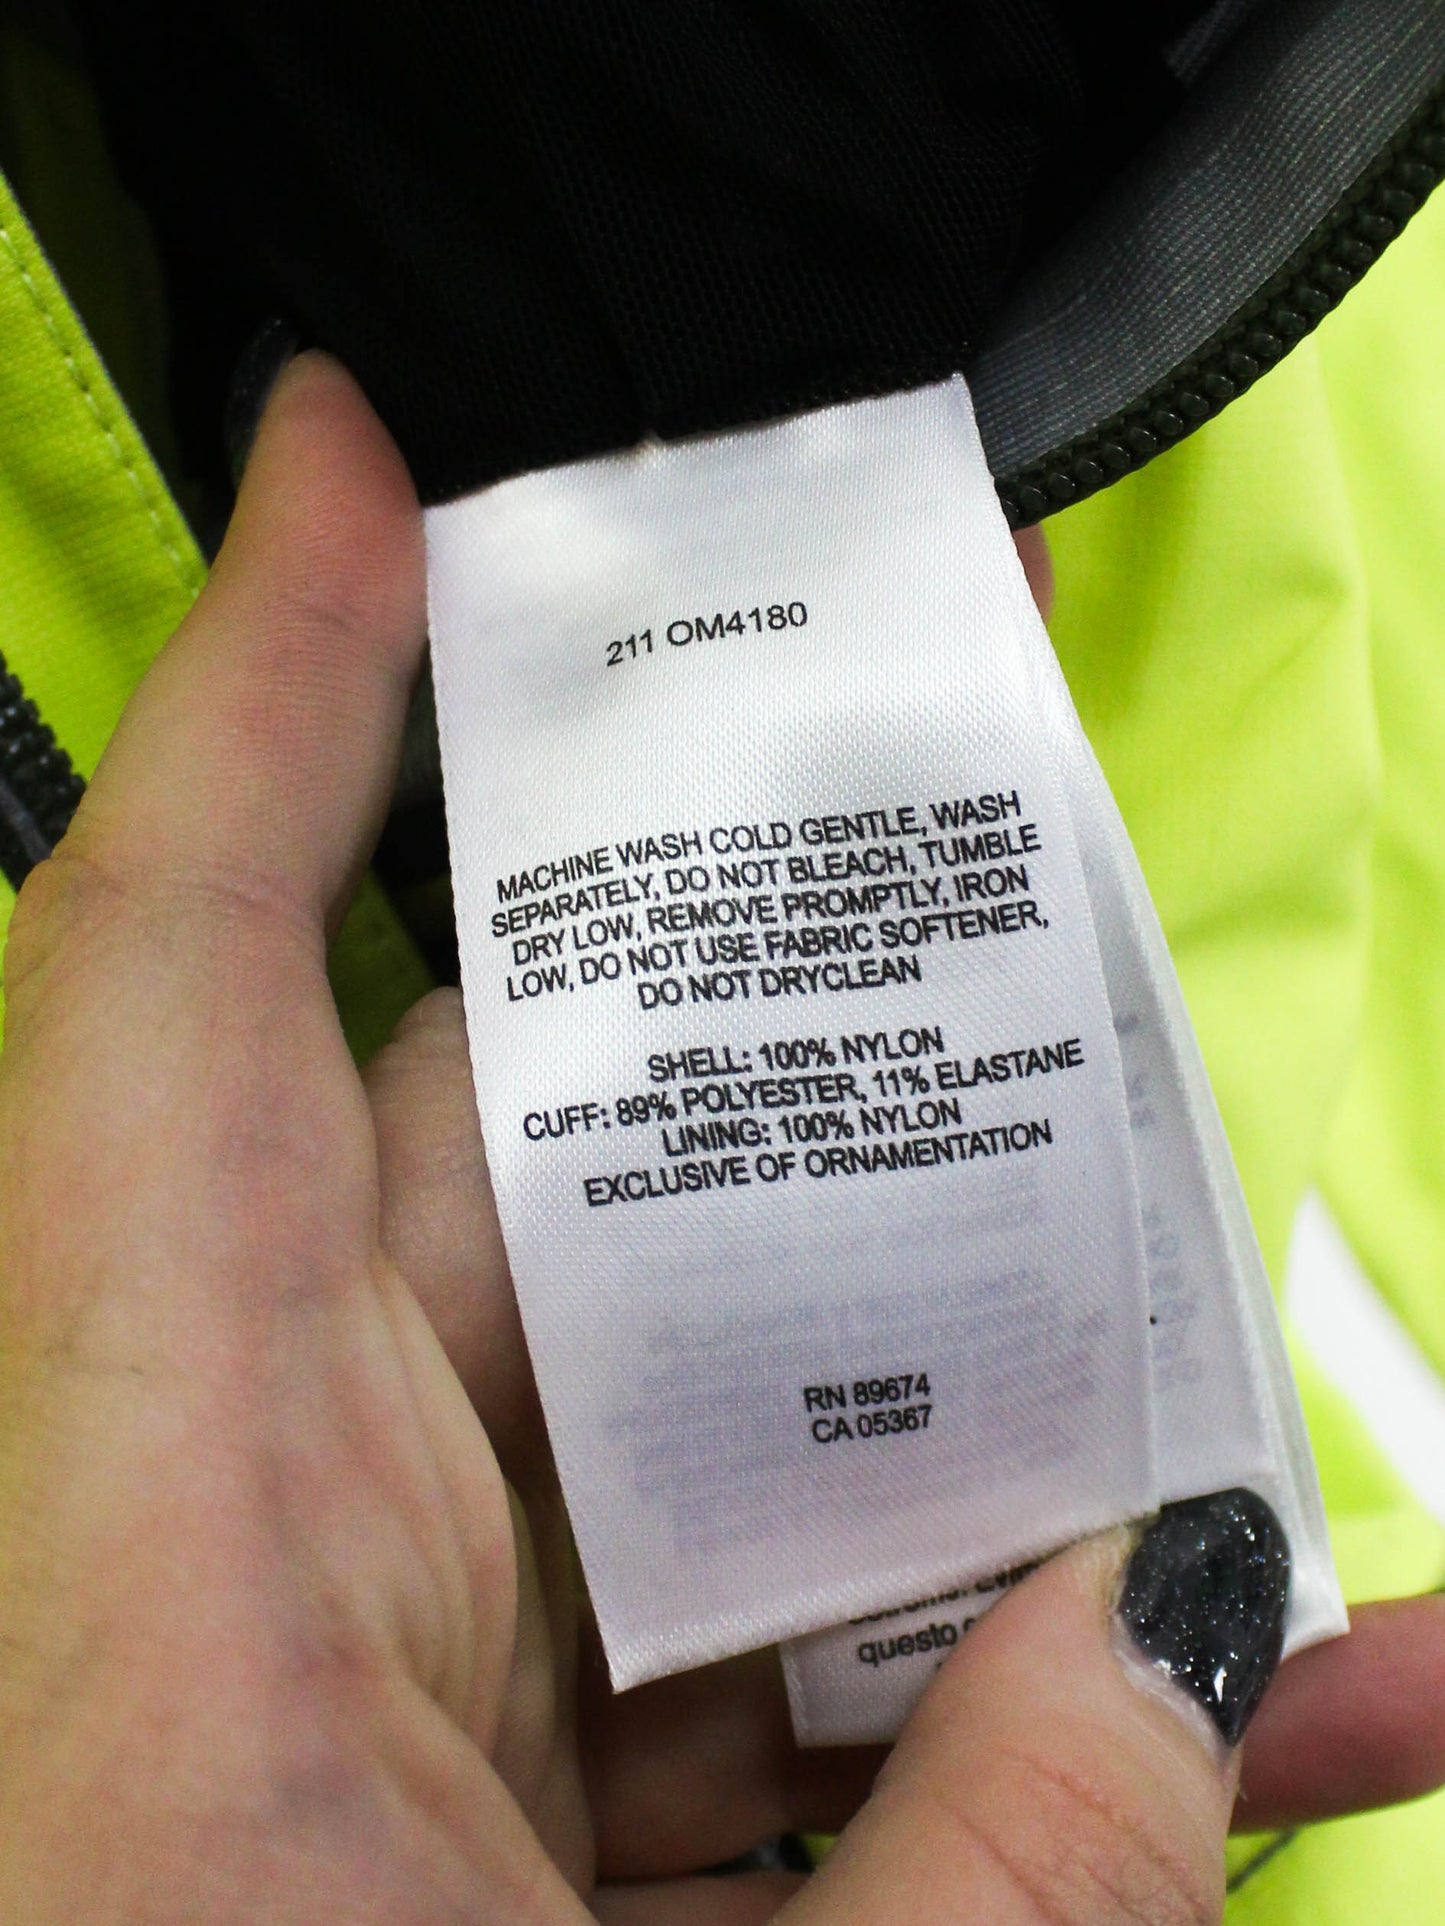 211 OM4180
MACHINE WASH COLD GENTLE, WASH
SEPARATELY, DO NOT BLEACH, TUMBLE
DRY LOW, REMOVE PROMPTLY, IRON
LOW, DO NOT USE FABRIC SOFTENER,
DO NOT DRYCLEAN
SHELL: 100% NYLON
CUFF: 89% POLYESTER, 11% ELASTANE
LINING: 100% NYLON
EXCLUSIVE OF ORNAMENTATION
RN 89674
CA 05367
questo